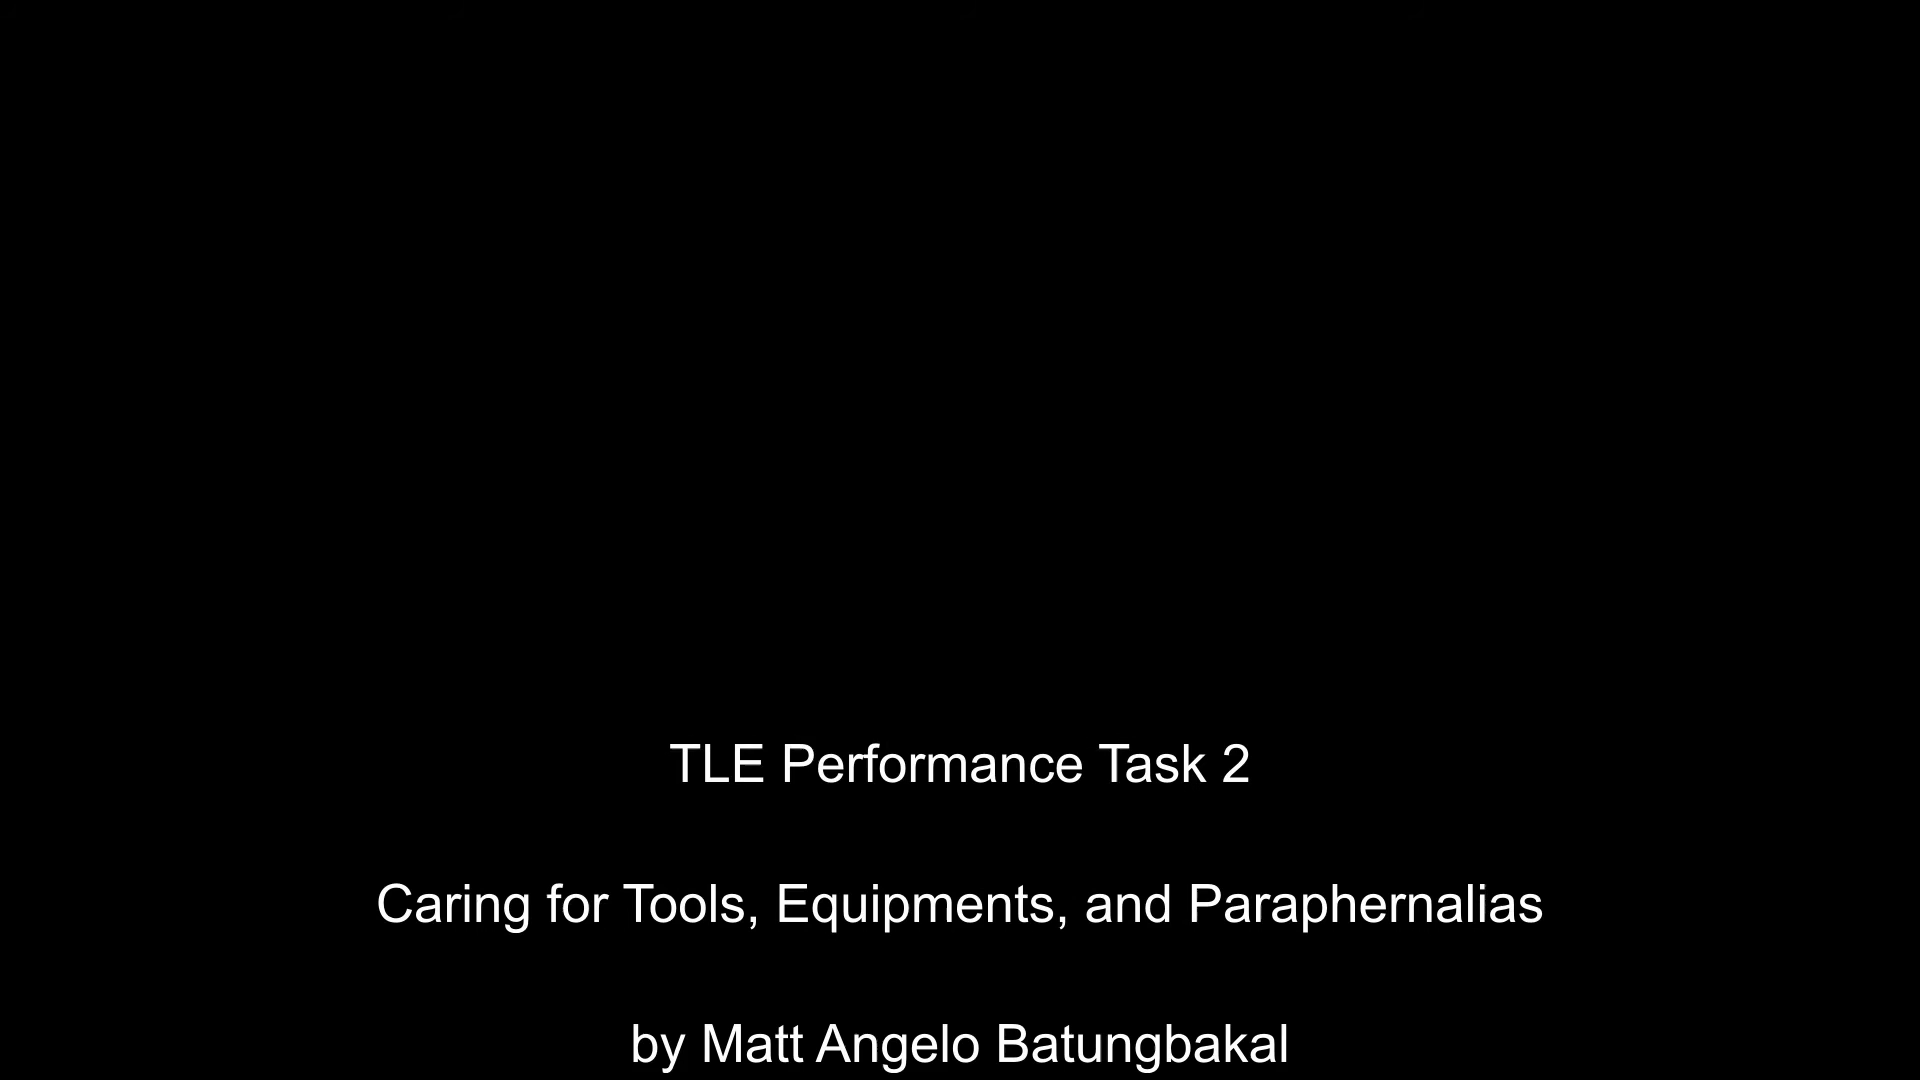 TLE Performance Task 2
Caring for Tools, Equipments, and Paraphernalias
by Matt Angelo Batungbakal